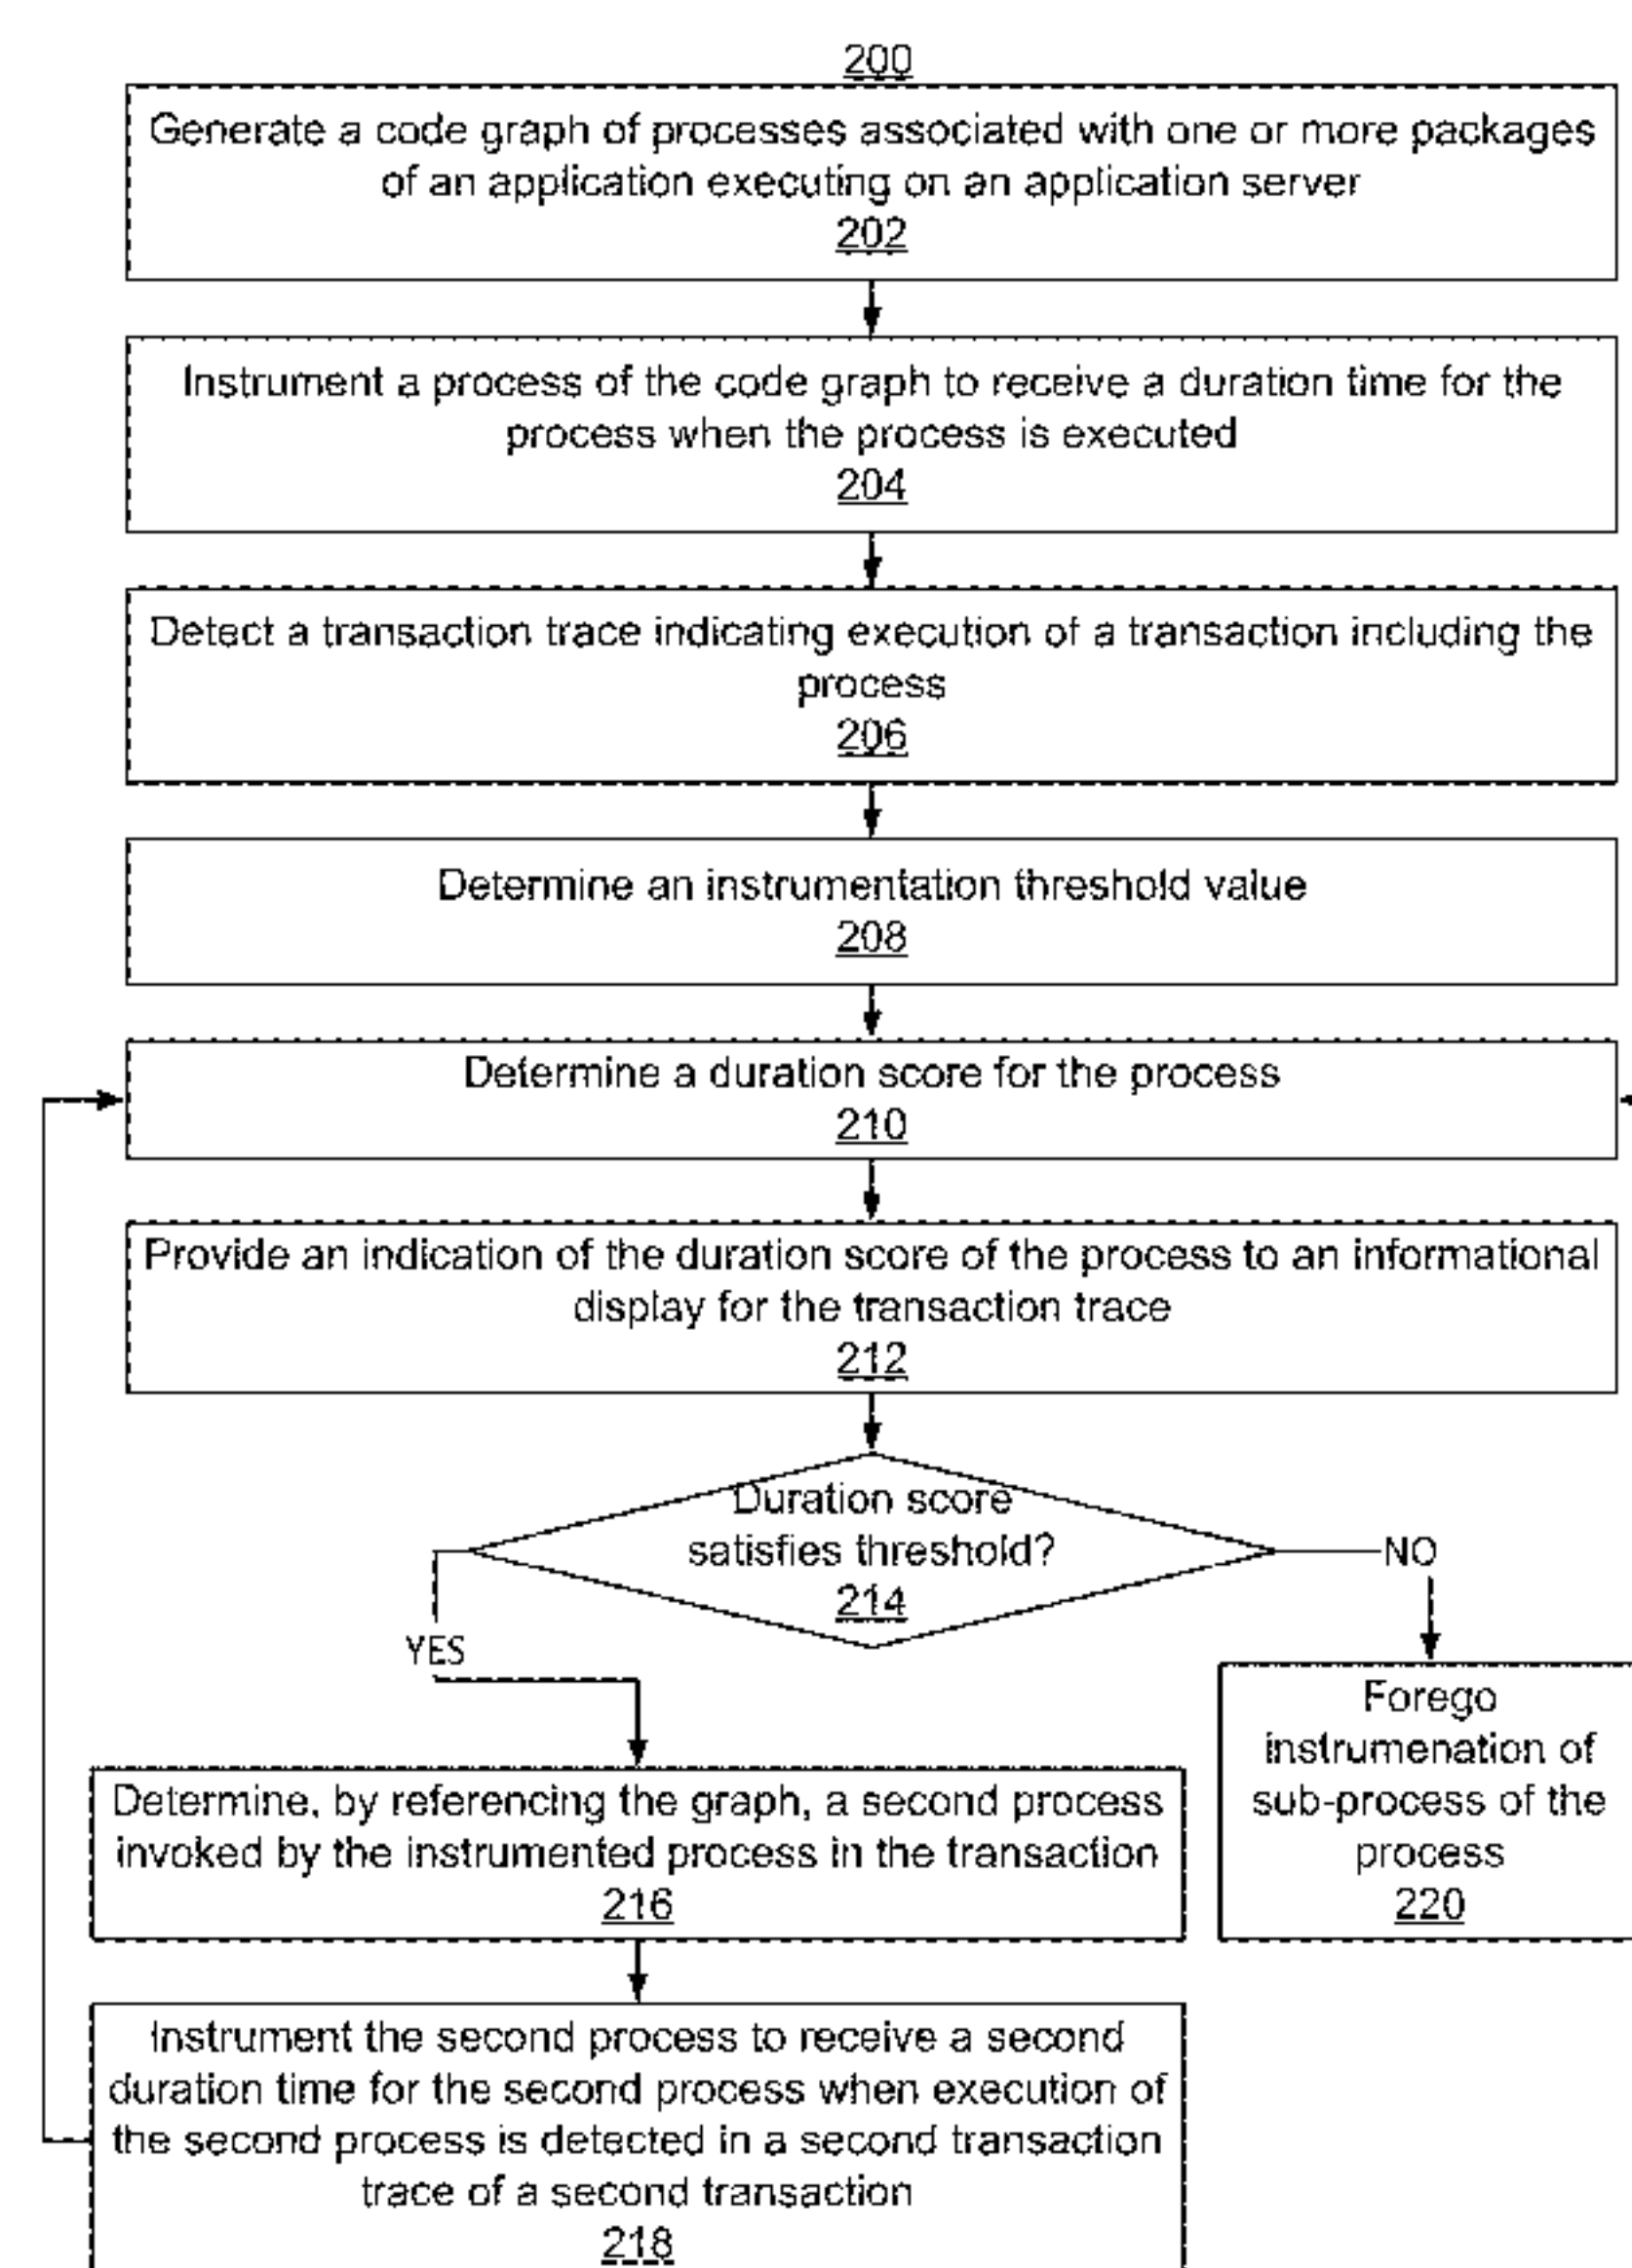 200
Generate a code graph of processes associated with one or more packages
of an application executing on an application server
202
Instrument a process of the code graph to receive a duration time for the
process when the process is executed
204
Detect a transaction trace indicating execution of a transaction including the
process
206
Determine an instrumentation threshold value
208
Determine a duration score for the process
210
Provide an indication of the duration score of the process to an informational
display for the transaction trace
212
Duration score
satisfies threshold?
214
NO
YES
Forego
instrumenation of
sub-process of the
process
220
Determine, by referencing the graph, a second process
invoked by the instrumented process in the transaction
216
Instrument the second process to receive a second
duration time for the second process when execution of
the second process is detected in a second transaction
trace of a second transaction
218